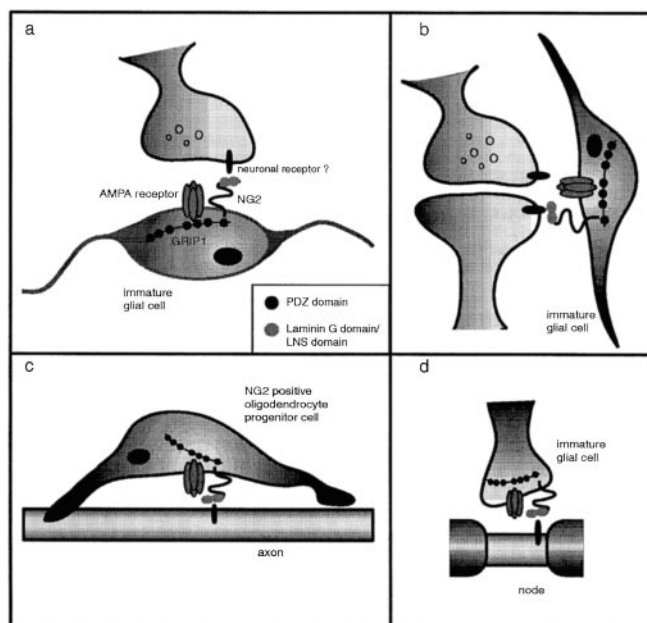 a
neuronal receptor ?
AMPA receptor
NG2
GRIP1
immature
glial cell
PDZ domain
Laminin G domain/
LNS domain
b
immature
glial cell
c
NG2 positive
oligodendrocyte
progenitor cell
axon
d
immature
glial cell
node